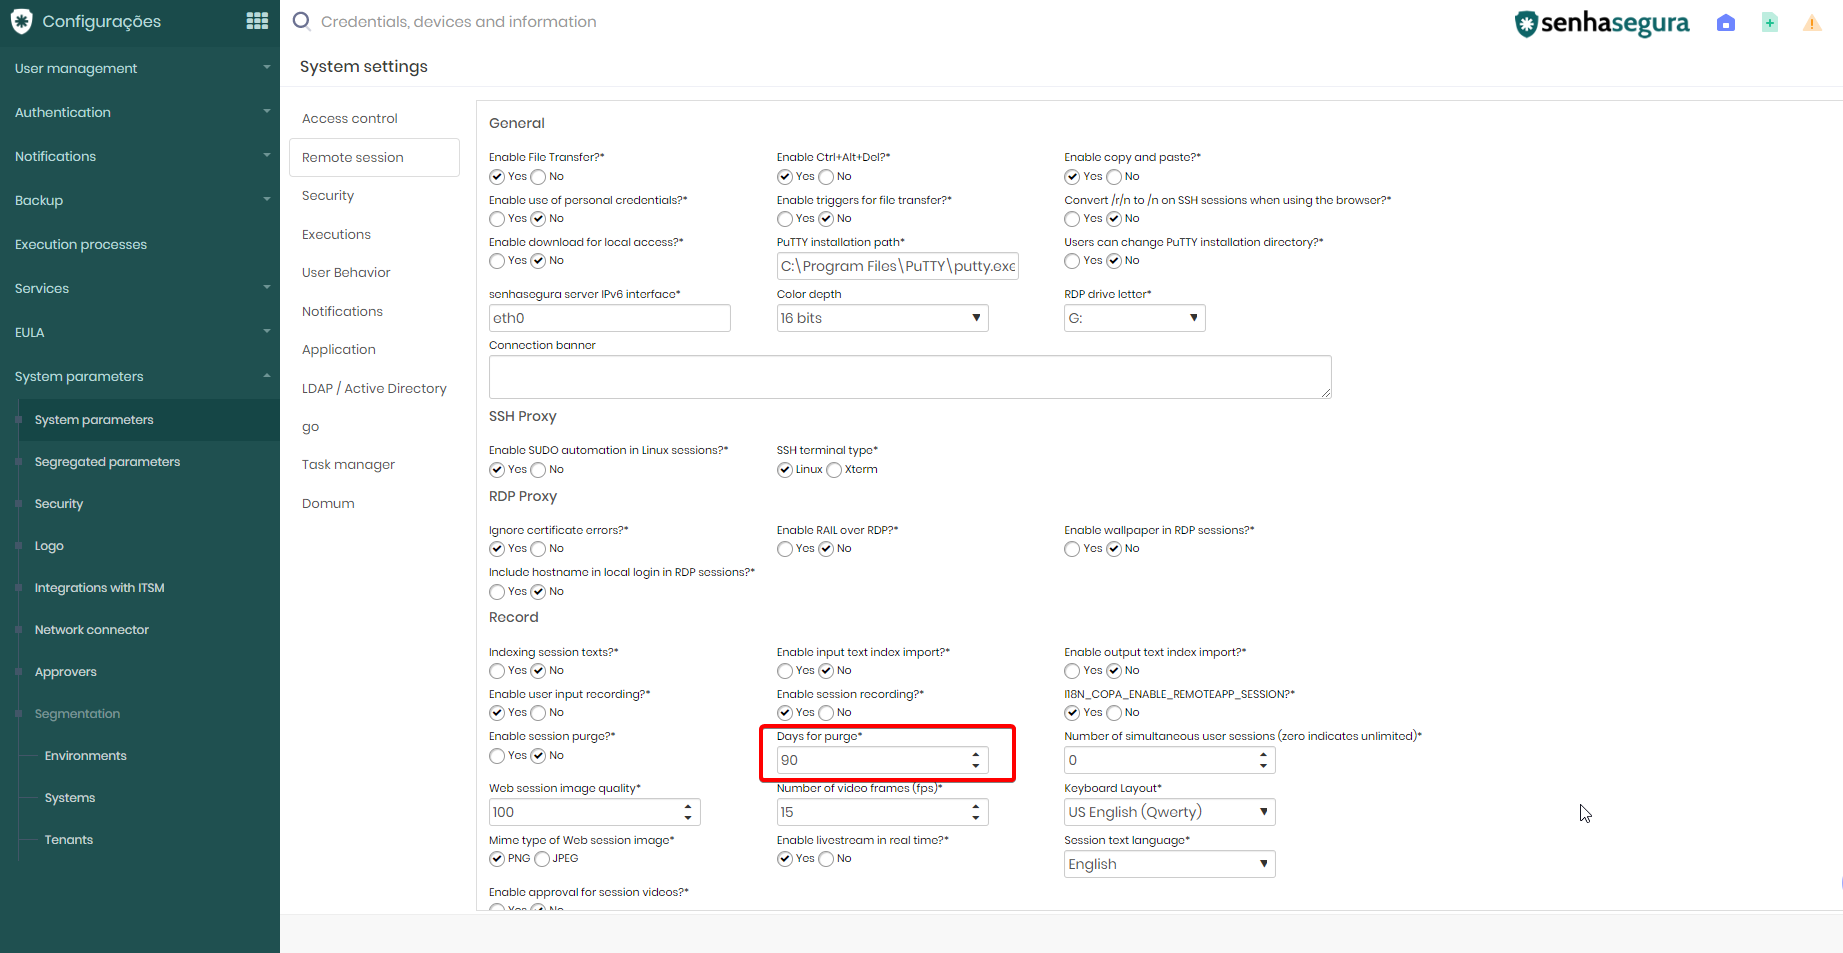 Configurações
Credentials, devices and information
senhasegura
User management
Authentication
Notifications
Backup
Execution processes
Services
EULA
System parameters
System parameters
Segregated parameters
Security
Logo
Integrations with ITSM
Network connector
Approvers
Segmentation
Environments
Systems
Tenants
System settings
Access control
Remote session
Security
Executions
User Behavior
Notifications
Application
LDAP / Active Directory
go
Task manager
Domum
General
Enable File Transfer?* Enable Ctrl+Alt+Del?* Enable copy and paste?*
Yes No Yes No Yes No
Enable use of personal credentials?* Enable triggers for file transfer?* Convert /r/n to /n on SSH sessions when using the browser?*
Yes No Yes No Yes No
Enable download for local access?* PuTTY installation path* Users can change PuTTY installation directory?*
Yes No C:\Program Files\PuTTY\putty.exe Yes No
senhasegura server IPv6 interface* Color depth RDP drive letter*
eth0 16 bits G:
Connection banner
SSH Proxy
Enable SUDO automation in Linux sessions?* SSH terminal type*
Yes No Linux Xterm
RDP Proxy
Ignore certificate errors?* Enable RAIL over RDP?* Enable wallpaper in RDP sessions?*
Yes No Yes No Yes No
Include hostname in local login in RDP sessions?*
Yes No
Record
Indexing session texts?* Enable input text index import?* Enable output text index import?*
Yes No Yes No Yes No
Enable user input recording?* Enable session recording?* I18N_COPA_ENABLE_REMOTEAPP_SESSION?*
Yes No Yes No Yes No
Enable session purge?* Days for purge* Number of simultaneous user sessions (zero indicates unlimited)*
Yes No 90 0
Web session image quality* Number of video frames (fps)* Keyboard Layout*
100 15 US English (Qwerty)
Mime type of Web session image* Enable livestream in real time?* Session text language*
PNG JPEG Yes No English
Enable approval for session videos?*
Yes No